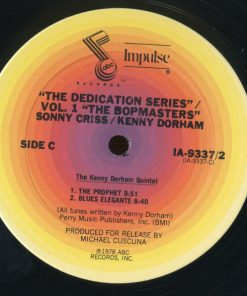 abc
impulse!
"THE DEDICATION SERIES"/
VOL. 1 "THE BOPMASTERS"
SONNY CRISS/KENNY DORHAM
SIDE C
IA-9337/2
(IA-9337-C)
The Kenny Dorham Quintet
1. THE PROPHET 9:51
2. BLUES ELEGANTE 8:40
(All tunes written by Kenny Dorham)
Perry Music Publishers, Inc. (BMI)
PRODUCED FOR RELEASE BY
MICHAEL CUSCUNA
℗1978 ABC
RECORDS, INC.